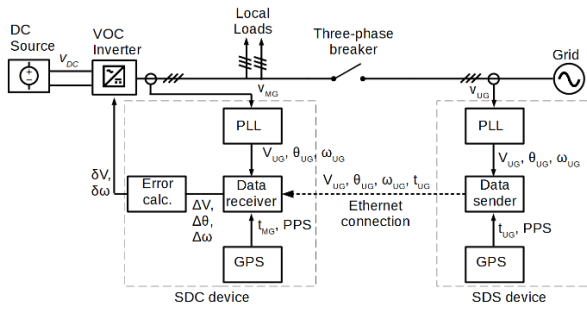 DC
Source
v_DC
VOC
Inverter
Local
Loads
v_MG
Three-phase
breaker
v_UG
Grid
PLL
V_UG, θ_UG, ω_UG
δV,
δω
Error
calc.
ΔV,
Δθ,
Δω
Data
receiver
t_MG, PPS
GPS
SDC device
V_UG, θ_UG, ω_UG, t_UG
Ethernet
connection
PLL
V_UG, θ_UG, ω_UG
Data
sender
t_UG, PPS
GPS
SDS device